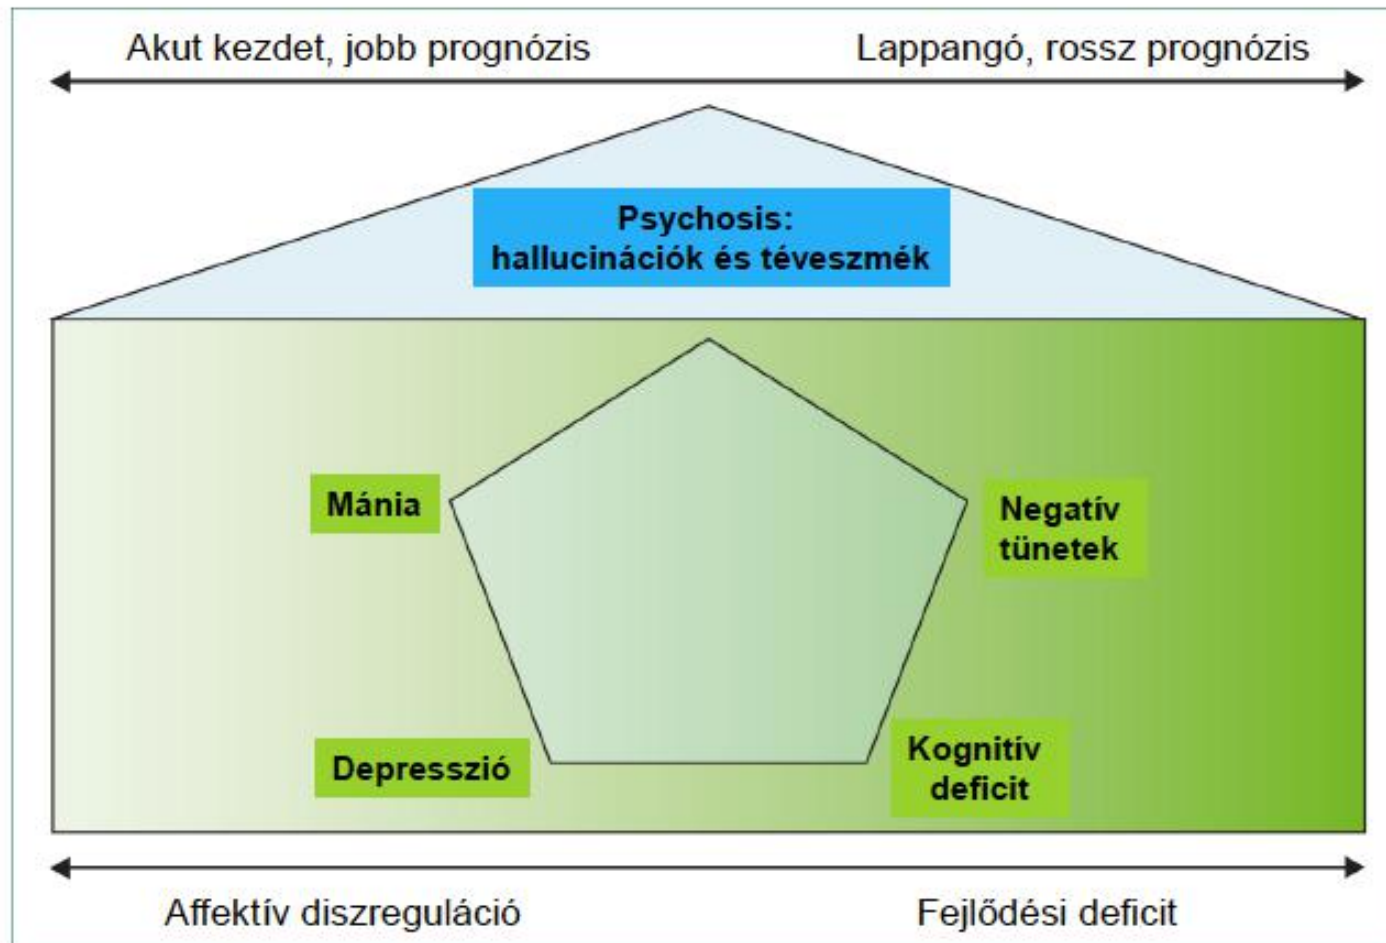 Akut kezdet, jobb prognózis
Lappangó, rossz prognózis
Psychosis:
hallucinációk és téveszmék
Mánia
Negatív
tünetek
Depresszió
Kognitív
deficit
Affektív diszreguláció
Fejlődési deficit